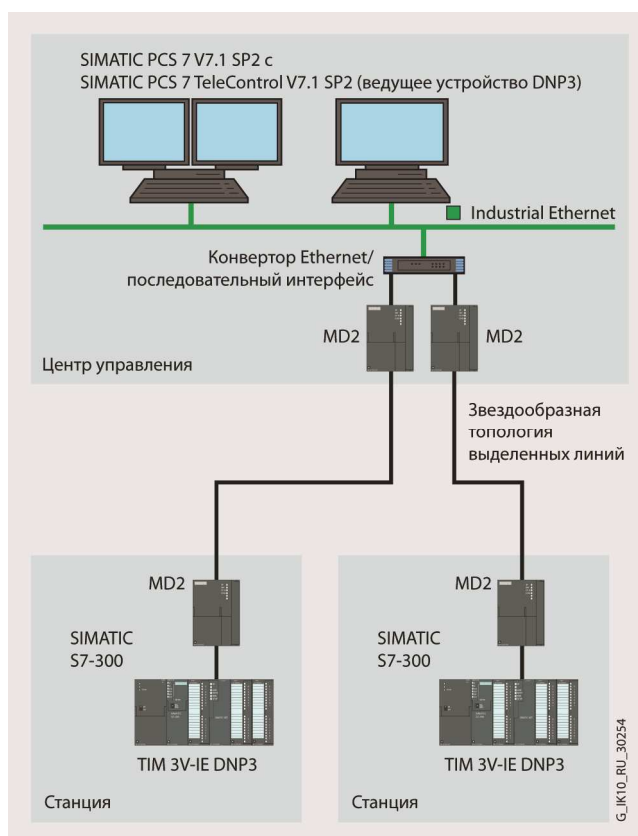 SIMATIC PCS 7 V7.1 SP2 с
SIMATIC PCS 7 TeleControl V7.1 SP2 (ведущее устройство DNP3)
Industrial Ethernet
Конвертор Ethernet/
последовательный интерфейс
MD2
MD2
Центр управления
Звездообразная
топология
выделенных линий
MD2
SIMATIC
S7-300
TIM 3V-IE DNP3
Станция
MD2
SIMATIC
S7-300
TIM 3V-IE DNP3
Станция
G_IK10_RU_30254